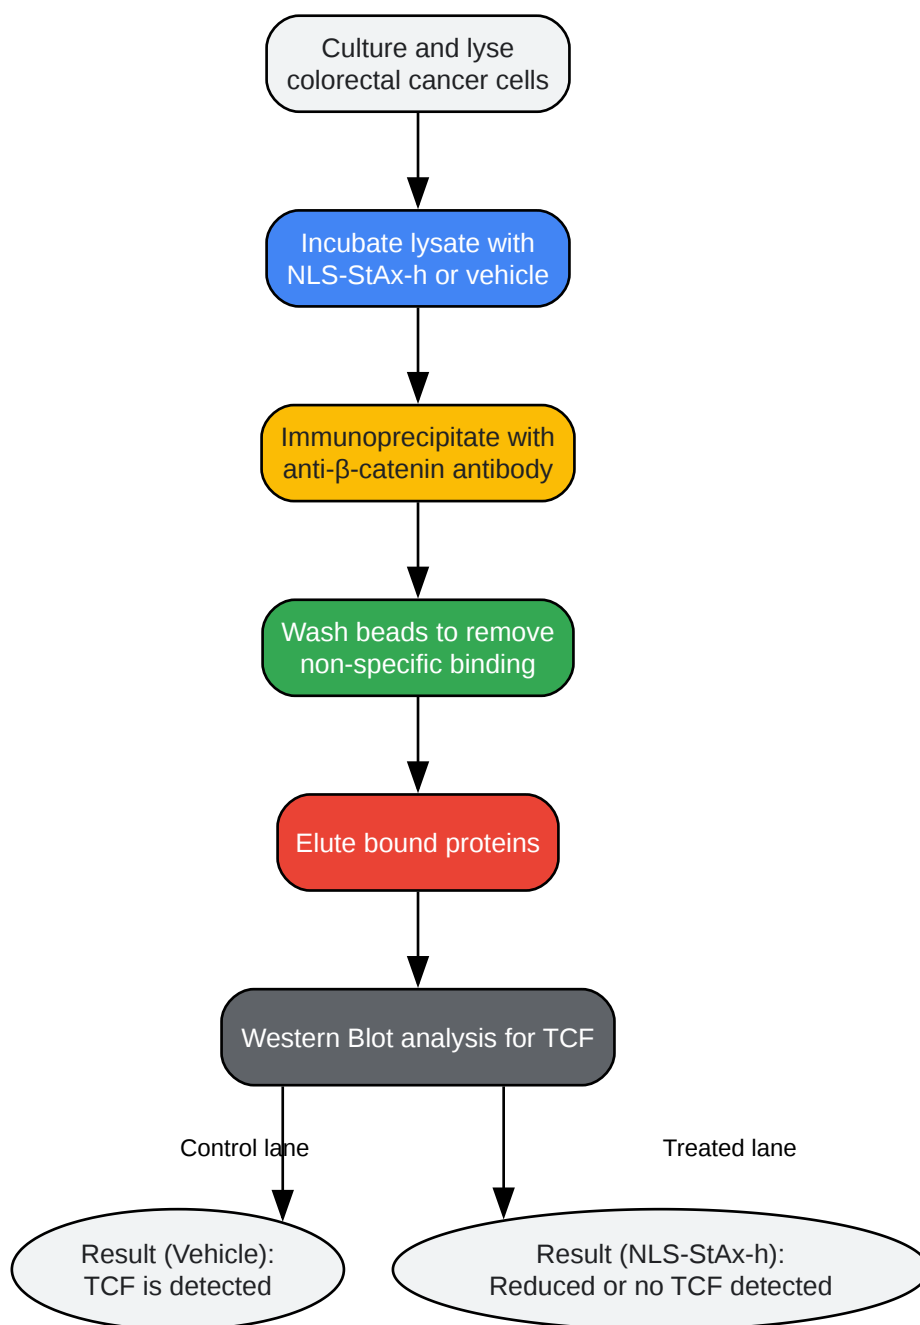 Culture and lyse
colorectal cancer cells
Incubate lysate with
NLS-StAx-h or vehicle
Immunoprecipitate with
anti-β-catenin antibody
Wash beads to remove
non-specific binding
Elute bound proteins
Western Blot analysis for TCF
Control lane
Treated lane
Result (Vehicle):
TCF is detected
Result (NLS-StAx-h):
Reduced or no TCF detected